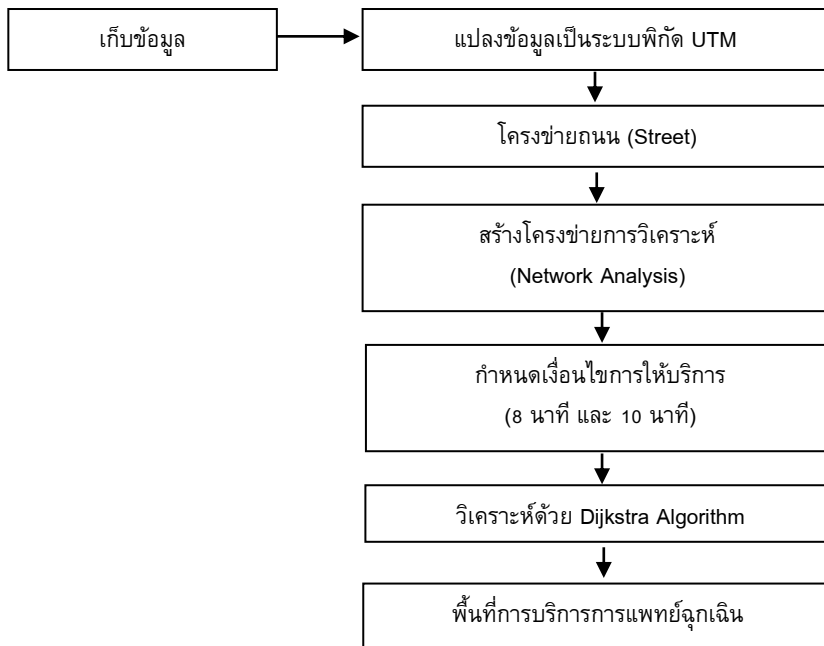 เก็บข้อมูล
แปลงข้อมูลเป็นระบบพิกัด UTM
โครงข่ายถนน (Street)
สร้างโครงข่ายการวิเคราะห์
(Network Analysis)
กำหนดเงื่อนไขการให้บริการ
(8 นาที และ 10 นาที)
วิเคราะห์ด้วย Dijkstra Algorithm
พื้นที่การบริการการแพทย์ฉุกเฉิน